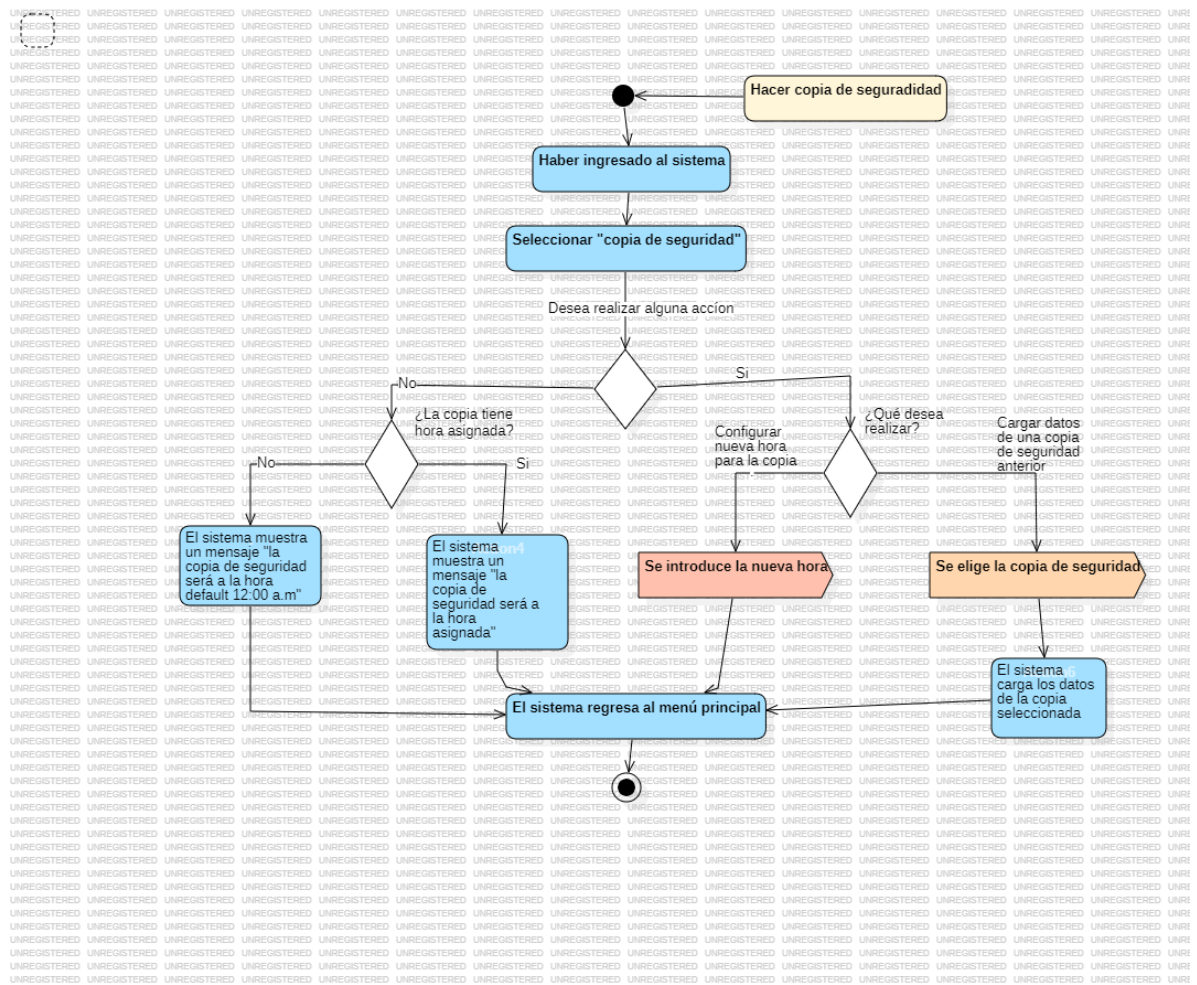 Hacer copia de seguradidad
Haber ingresado al sistema
Seleccionar "copia de seguridad"
Desea realizar alguna accíon
No
Si
¿La copia tiene
hora asignada?
¿Qué desea
realizar?
Configurar
nueva hora
para la copia
Cargar datos
de una copia
de seguridad
anterior
No
Si
El sistema muestra
un mensaje "la
copia de seguridad
será a la hora
default 12:00 a.m"
El sistema
muestra un
mensaje "la
copia de
seguridad será a
la hora
asignada"
Se introduce la nueva hora
Se elige la copia de seguridad
El sistema
carga los datos
de la copia
seleccionada
El sistema regresa al menú principal
UNREGISTERED